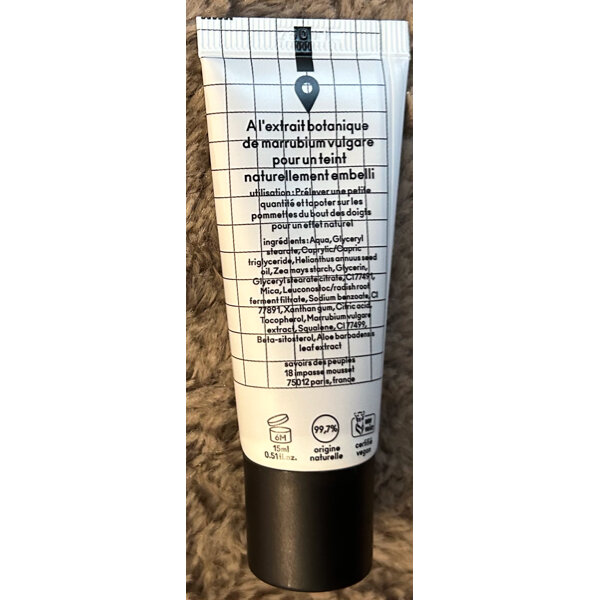 A l'extrait botanique
de marrubium vulgare
pour un teint
naturellement embelli
utilisation : Prélever une petite
quantité et tapoter sur les
pommettes du bout des doigts
pour un effet naturel
ingrédients : Aqua, Glyceryl
stearate, Caprylic/Capric
triglyceride, Helianthus annuus seed
oil, Zea mays starch, Glycerin,
Glyceryl stearate citrate, CI 77491,
Mica, Leuconostoc/radish root
ferment filtrate, Sodium benzoate, CI
77891, Xanthan gum, Citric acid,
Tocopherol, Marrubium vulgare
extract, Squalene, CI 77499,
Beta-sitosterol, Aloe barbadensis
leaf extract
savoirs des peuples
18 impasse mousset
75012 paris, france
6M
15ml
0.51fl.oz.
99,7%
origine
naturelle
certifié
vegan